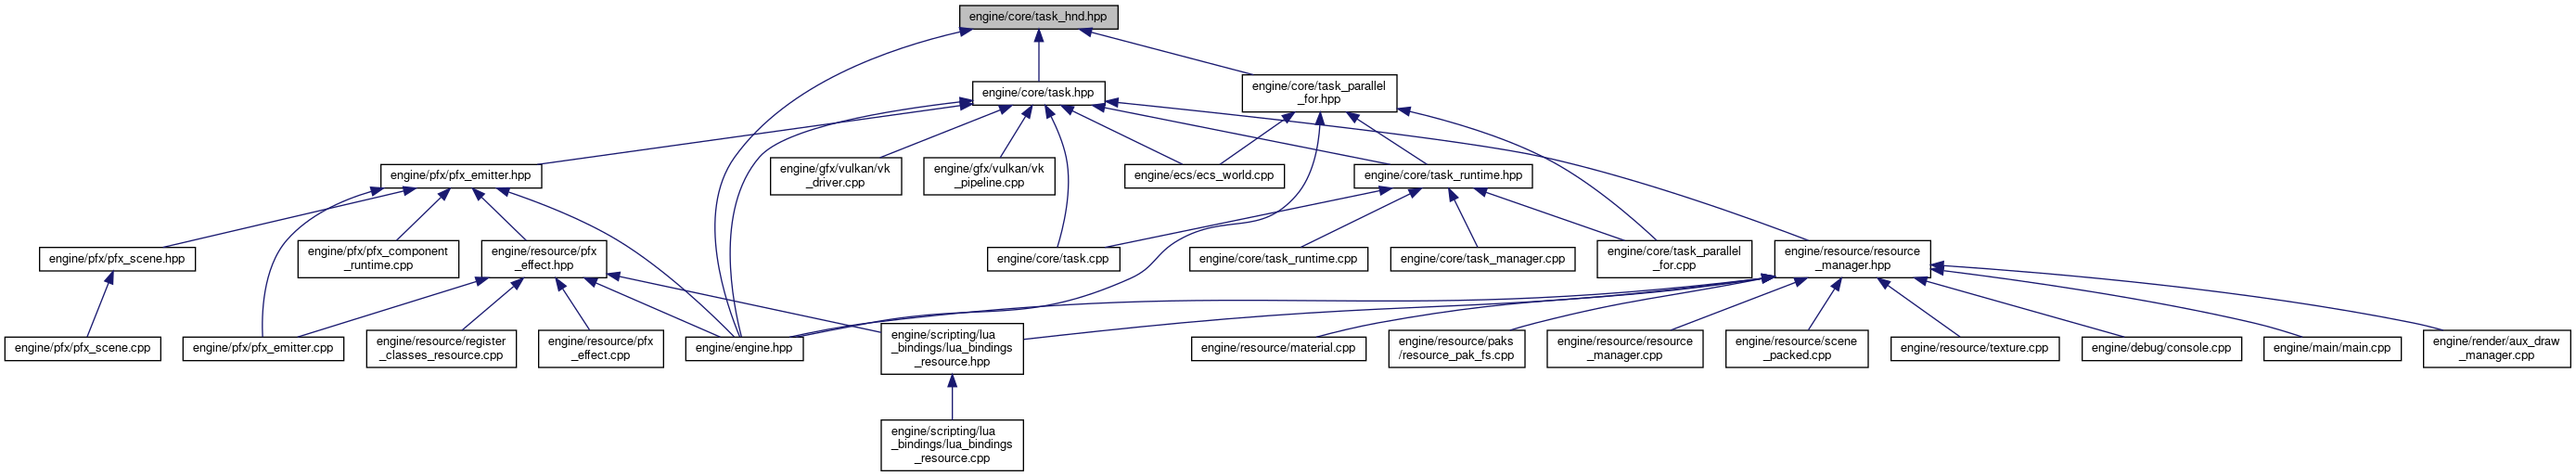 engine/core/task_hnd.hpp
engine/core/task.hpp
engine/core/task_parallel
_for.hpp
engine/pfx/pfx_emitter.hpp
engine/gfx/vulkan/vk
_driver.cpp
engine/gfx/vulkan/vk
_pipeline.cpp
engine/ecs/ecs_world.cpp
engine/core/task_runtime.hpp
engine/pfx/pfx_scene.hpp
engine/pfx/pfx_component
_runtime.cpp
engine/resource/pfx
_effect.hpp
engine/core/task.cpp
engine/core/task_runtime.cpp
engine/core/task_manager.cpp
engine/core/task_parallel
_for.cpp
engine/resource/resource
_manager.hpp
engine/pfx/pfx_scene.cpp
engine/pfx/pfx_emitter.cpp
engine/resource/register
_classes_resource.cpp
engine/resource/pfx
_effect.cpp
engine/engine.hpp
engine/scripting/lua
_bindings/lua_bindings
_resource.hpp
engine/resource/material.cpp
engine/resource/paks
/resource_pak_fs.cpp
engine/resource/resource
_manager.cpp
engine/resource/scene
_packed.cpp
engine/resource/texture.cpp
engine/debug/console.cpp
engine/main/main.cpp
engine/render/aux_draw
_manager.cpp
engine/scripting/lua
_bindings/lua_bindings
_resource.cpp